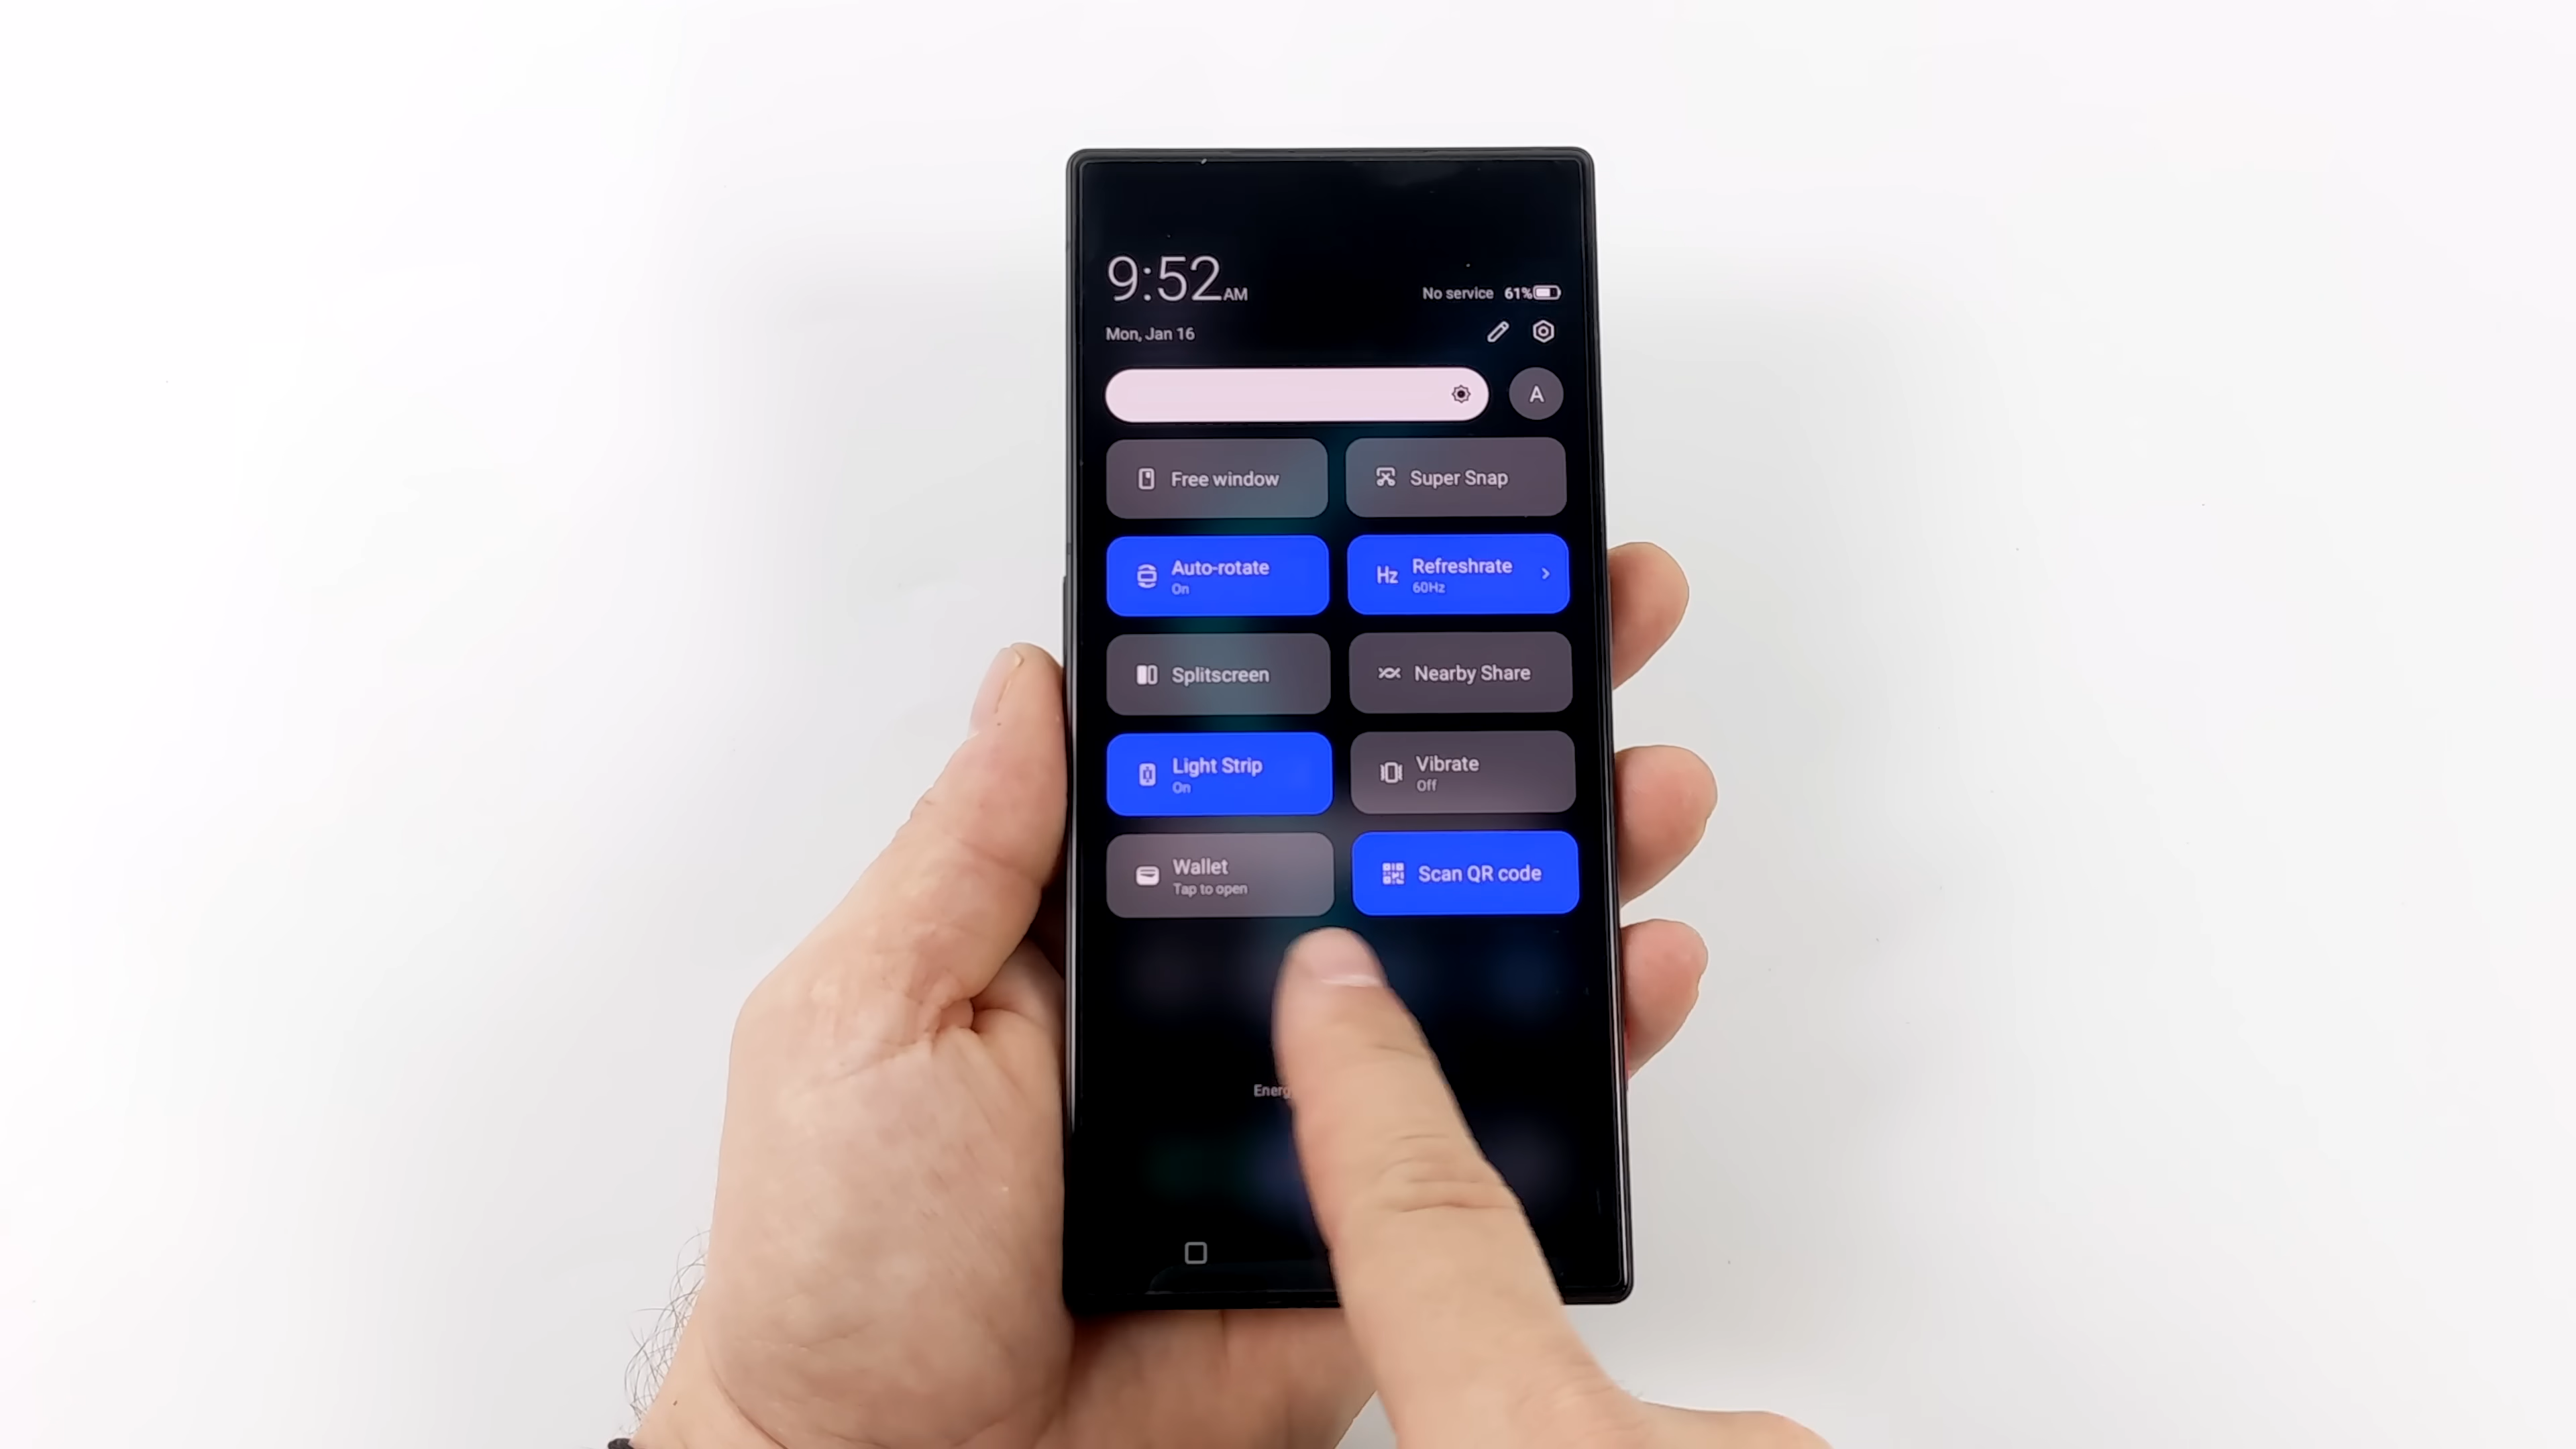 9:52AM
No service 61%
Mon, Jan 16
A
Free window
Super Snap
Auto-rotate
On
Hz
Refreshrate
60Hz
Splitscreen
Nearby Share
Light Strip
On
Vibrate
Off
Wallet
Tap to open
Scan QR code